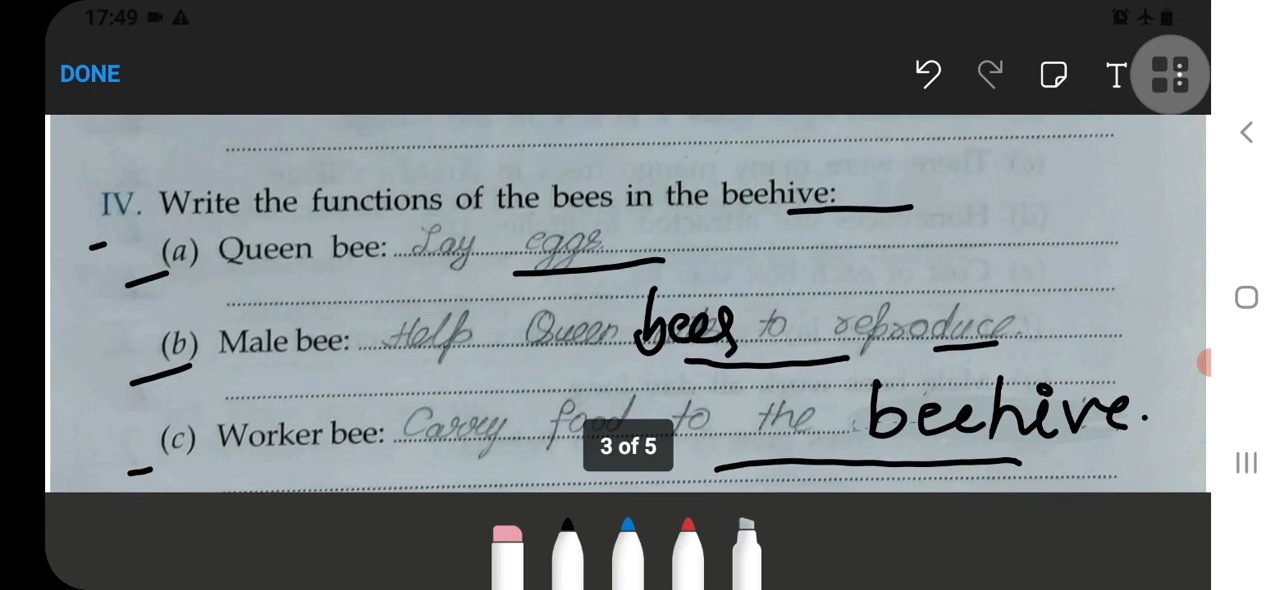 17:49
DONE
T
IV. Write the functions of the bees in the beehive:
(a) Queen bee: Lay eggs.
(b) Male bee: Help Queen bees to reproduce.
(c) Worker bee: Carry food to the beehive.
3 of 5